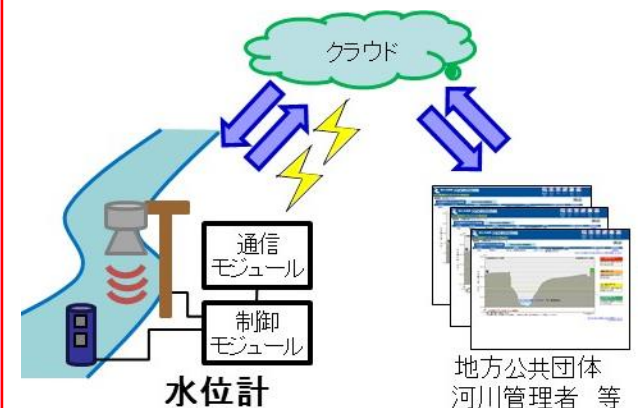 クラウド
通信
モジュール
制御
モジュール
水位計
地方公共団体
河川管理者 等